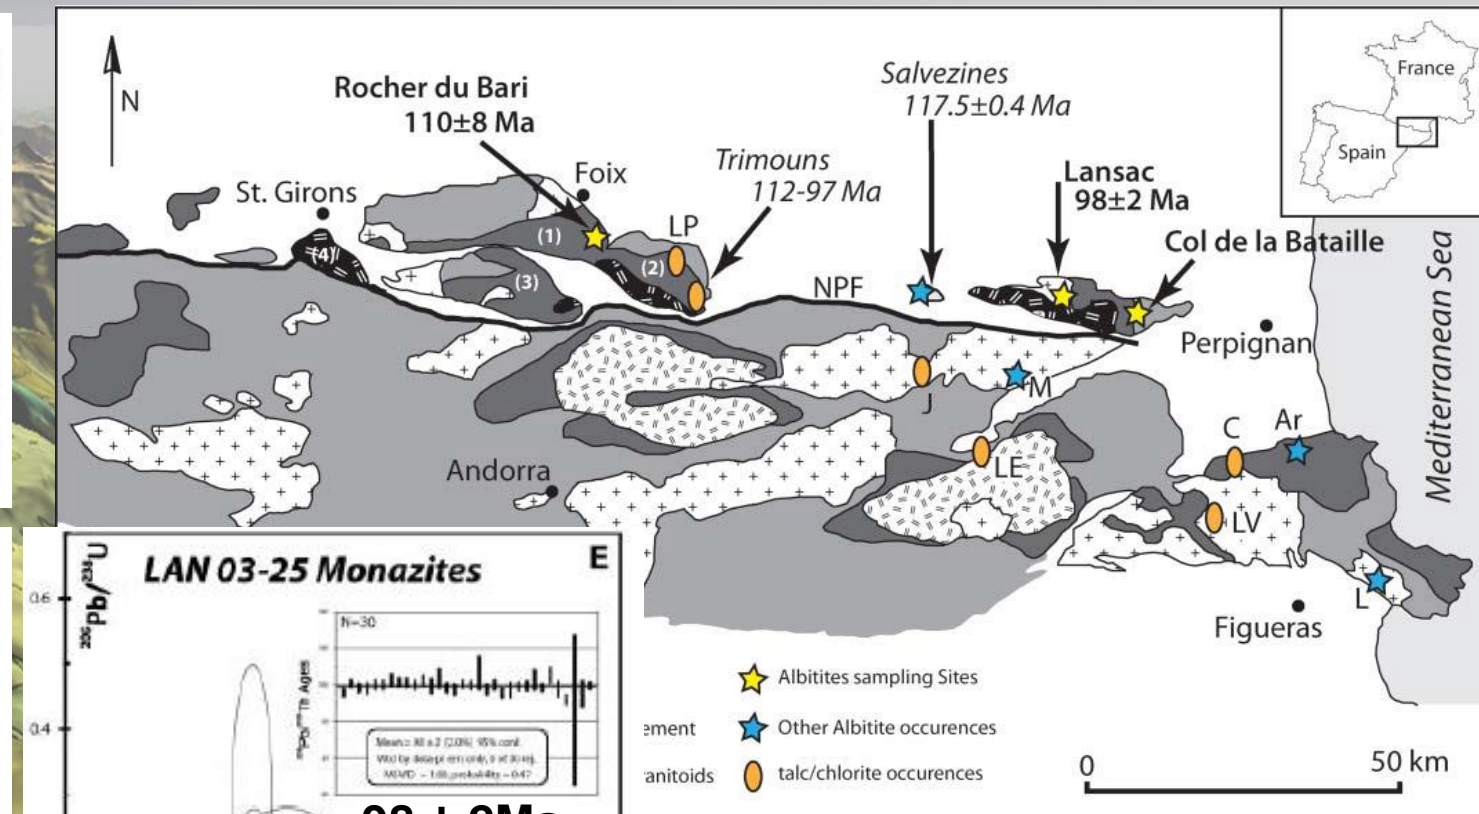 N
Rocher du Bari
110±8 Ma
Salvezines
117.5±0.4 Ma
France
Spain
St. Girons
Foix
Trimouns
112-97 Ma
Lansac
98±2 Ma
Col de la Bataille
(1)
LP
(2)
(3)
(4)
NPF
Perpignan
Mediterranean Sea
J
M
Andorra
LE
C
Ar
LV
L
Figueras
Albitites sampling Sites
ement
Other Albitite occurences
anitoids
talc/chlorite occurences
0
50 km
LAN 03-25 Monazites
E
N=30
0.6
0.4